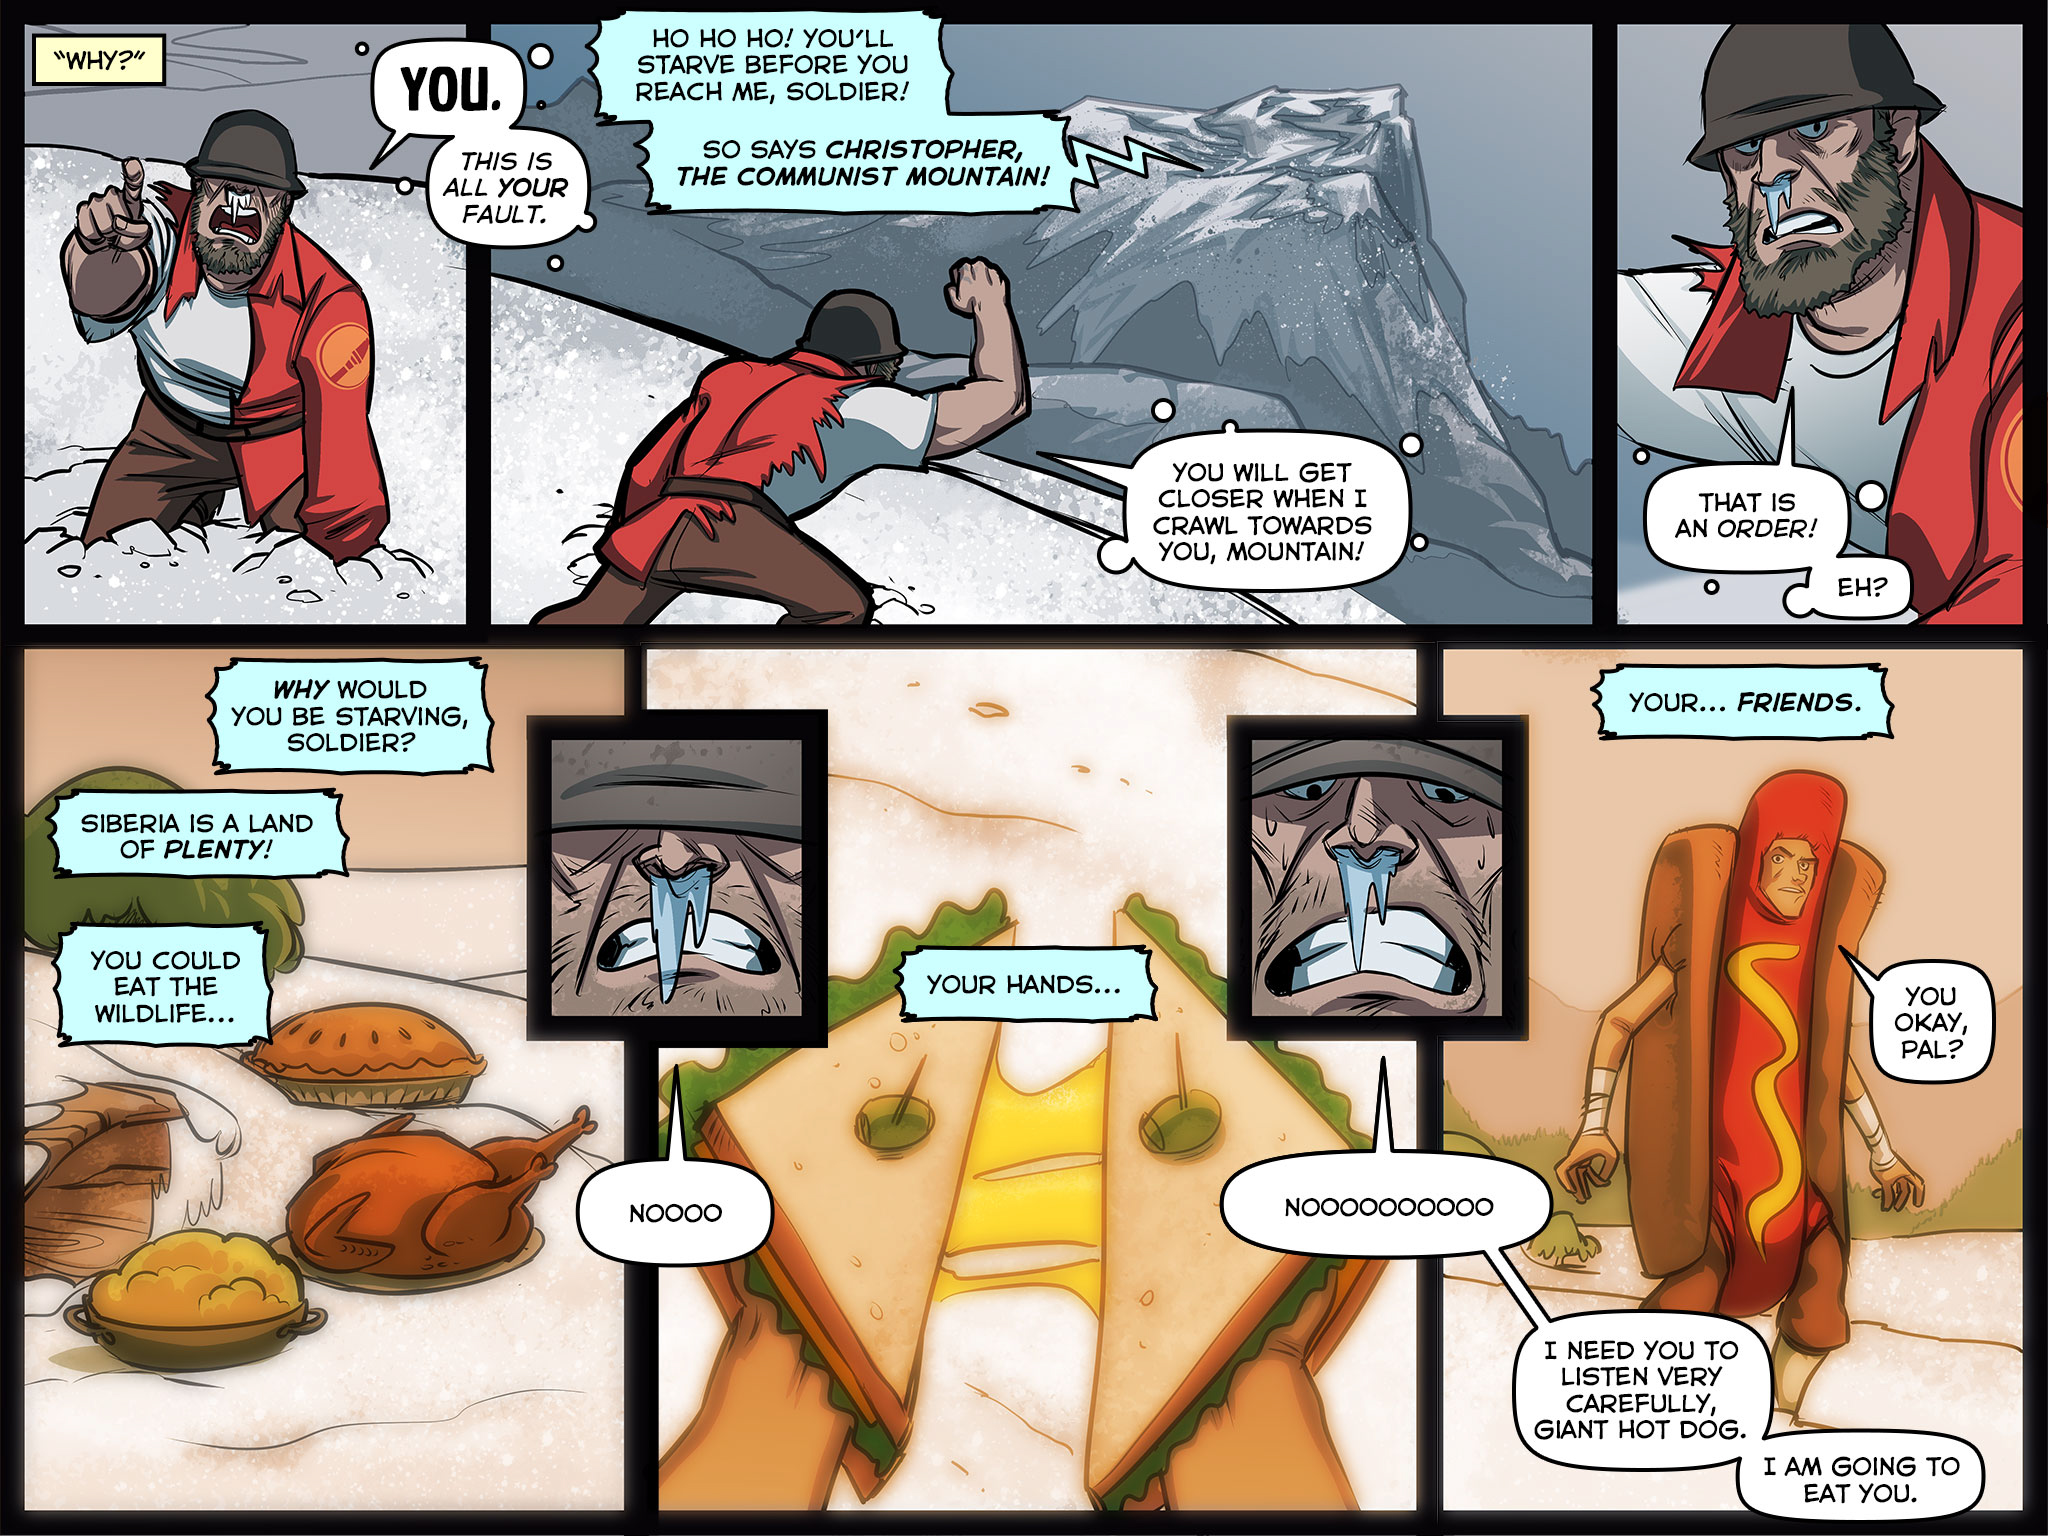 "WHY?"
YOU.
THIS IS
ALL YOUR
FAULT.
HO HO HO! YOU'LL
STARVE BEFORE YOU
REACH ME, SOLDIER!
SO SAYS CHRISTOPHER,
THE COMMUNIST MOUNTAIN!
YOU WILL GET
CLOSER WHEN I
CRAWL TOWARDS
YOU, MOUNTAIN!
THAT IS
AN ORDER!
EH?
WHY WOULD
YOU BE STARVING,
SOLDIER?
SIBERIA IS A LAND
OF PLENTY!
YOU COULD
EAT THE
WILDLIFE...
NOOOO
YOUR HANDS...
NOOOOOOOOOO
YOUR... FRIENDS.
YOU
OKAY,
PAL?
I NEED YOU TO
LISTEN VERY
CAREFULLY,
GIANT HOT DOG.
I AM GOING TO
EAT YOU.